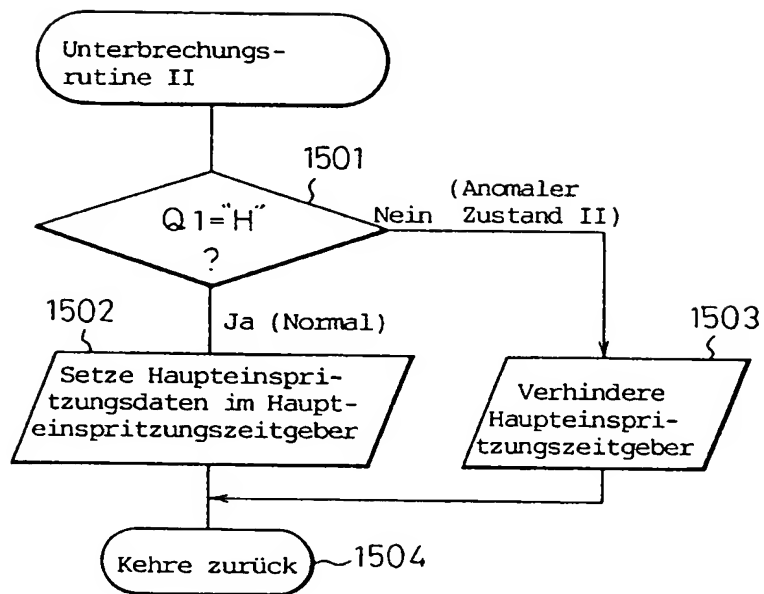 Unterbrechungs-
rutine II
1501
Q1="H"
?
(Anomaler
Nein Zustand II)
1502
Ja (Normal)
1503
Setze Haupteinspri-
tzungsdaten im Haupt-
einspritzungszeitgeber
Verhindere
Haupteinspri-
tzungszeitgeber
Kehre zurück
1504